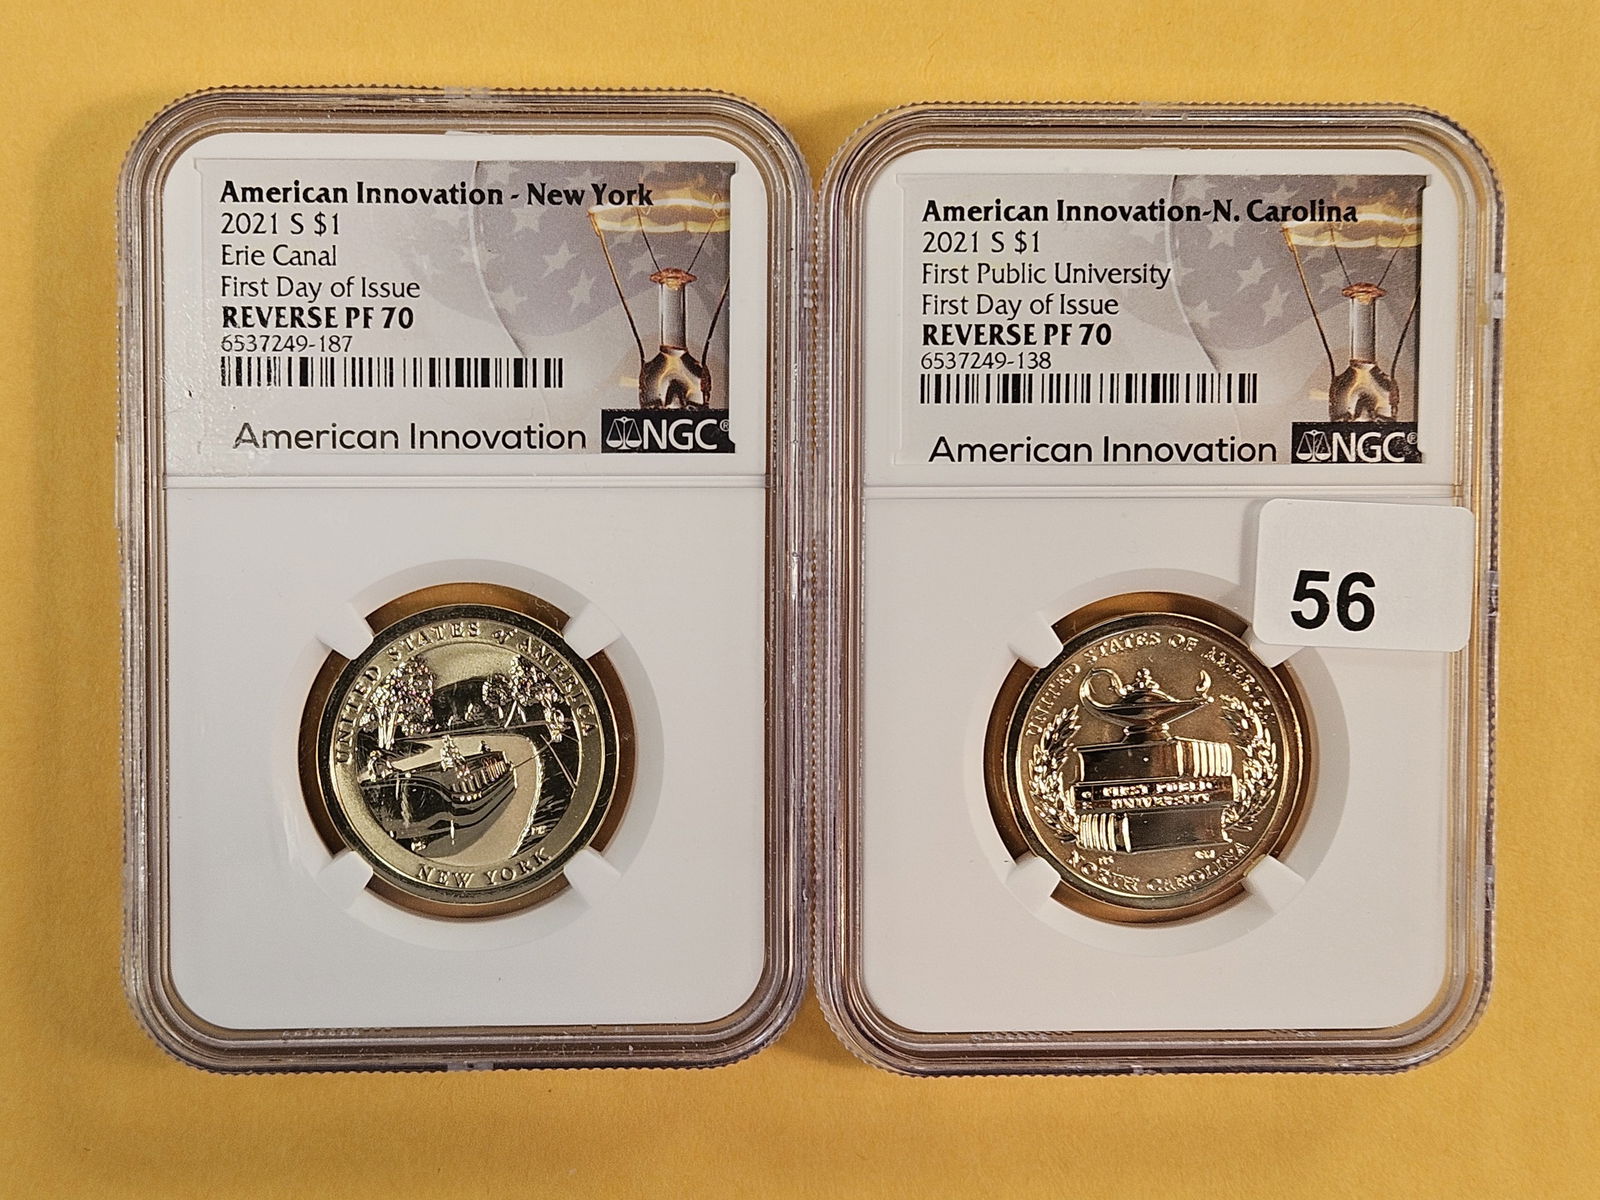 American Innovation - New York
2021 S $1
Erie Canal
First Day of Issue
REVERSE PF 70
6537249-187
American Innovation NGC®
UNITED STATES of AMERICA
NEW YORK
American Innovation-N. Carolina
2021 S $1
First Public University
First Day of Issue
REVERSE PF 70
6537249-138
American Innovation NGC®
56
UNITED STATES OF AMERICA
FIRST PUBLIC
UNIVERSITY
NORTH CAROLINA